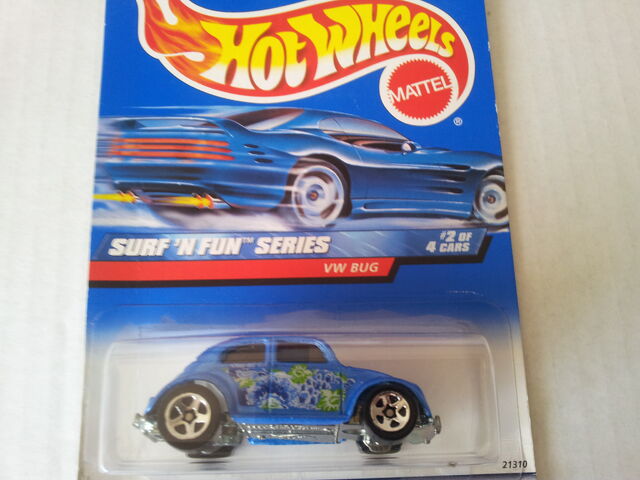 HOT WHEELS
MATTEL
®
SURF 'N FUN™ SERIES
#2 OF
4 CARS
VW BUG
21310